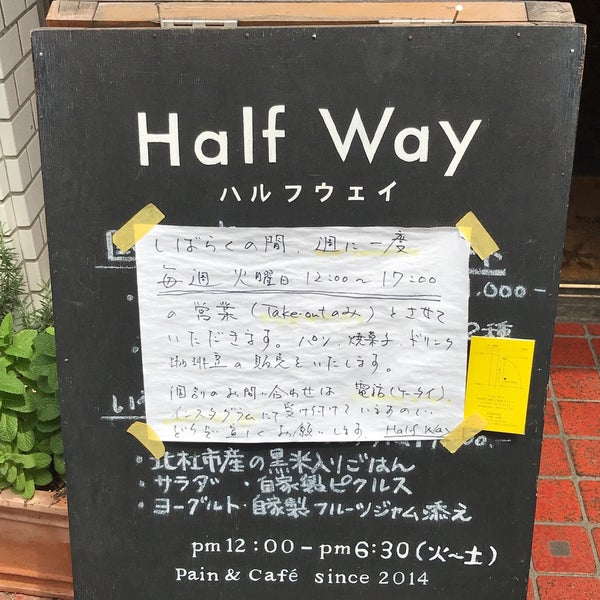 Half Way
ハルフウェイ
しばらくの間、週に一度
毎週 火曜日 12:00〜17:00
の営業(Take-outのみ)とさせて
いただきます。パン、焼菓子、ドリンク
珈琲豆の販売をいたします。
個別のお問い合わせは 電話(ケータイ)、
インスタグラムにて受け付けていますので
どうぞ宜しくお願いします Half Way
,000-
2種
・北杜市産の黒米入りごはん
・サラダ ・自家製ピクルス
・ヨーグルト・自家製フルーツジャム添え
pm12:00–pm6:30(火〜土)
Pain & Café since 2014